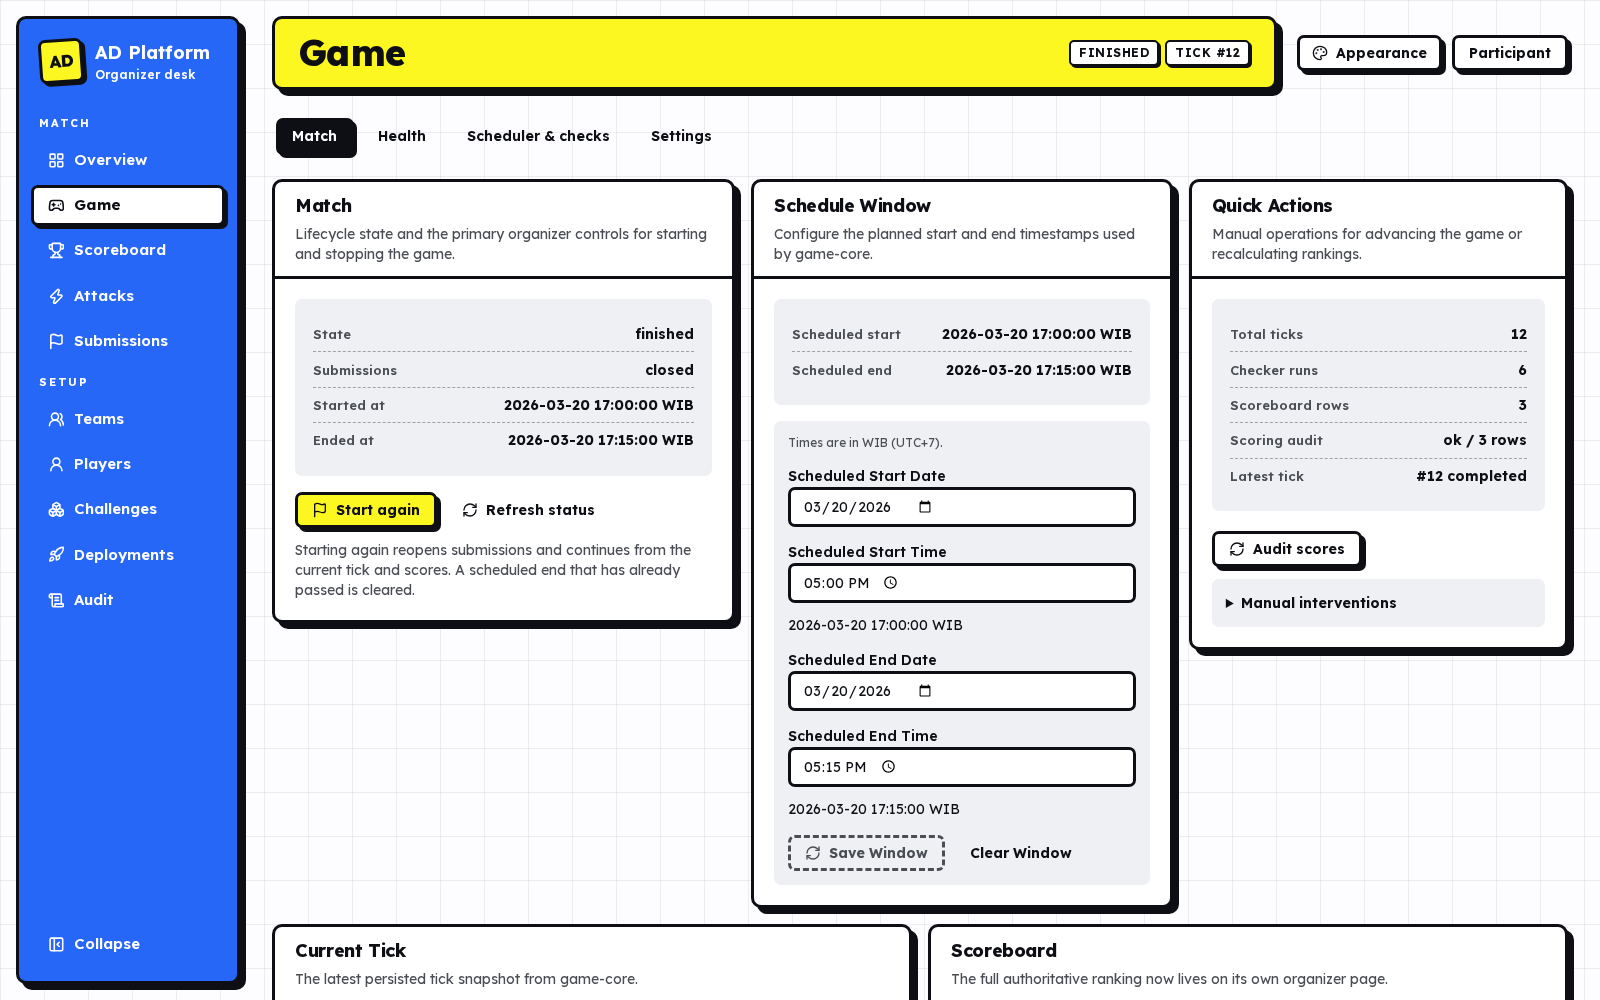 AD
AD Platform
Organizer desk
MATCH
Overview
Game
Scoreboard
Attacks
Submissions
SETUP
Teams
Players
Challenges
Deployments
Audit
Collapse
Game
FINISHED
TICK #12
Appearance
Participant
Match
Health
Scheduler & checks
Settings
Match
Lifecycle state and the primary organizer controls for starting
and stopping the game.
State finished
Submissions closed
Started at 2026-03-20 17:00:00 WIB
Ended at 2026-03-20 17:15:00 WIB
Start again
Refresh status
Starting again reopens submissions and continues from the
current tick and scores. A scheduled end that has already
passed is cleared.
Schedule Window
Configure the planned start and end timestamps used
by game-core.
Scheduled start 2026-03-20 17:00:00 WIB
Scheduled end 2026-03-20 17:15:00 WIB
Times are in WIB (UTC+7).
Scheduled Start Date
03/20/2026
Scheduled Start Time
05:00 PM
2026-03-20 17:00:00 WIB
Scheduled End Date
03/20/2026
Scheduled End Time
05:15 PM
2026-03-20 17:15:00 WIB
Save Window
Clear Window
Quick Actions
Manual operations for advancing the game or
recalculating rankings.
Total ticks 12
Checker runs 6
Scoreboard rows 3
Scoring audit ok / 3 rows
Latest tick #12 completed
Audit scores
Manual interventions
Current Tick
The latest persisted tick snapshot from game-core.
Scoreboard
The full authoritative ranking now lives on its own organizer page.